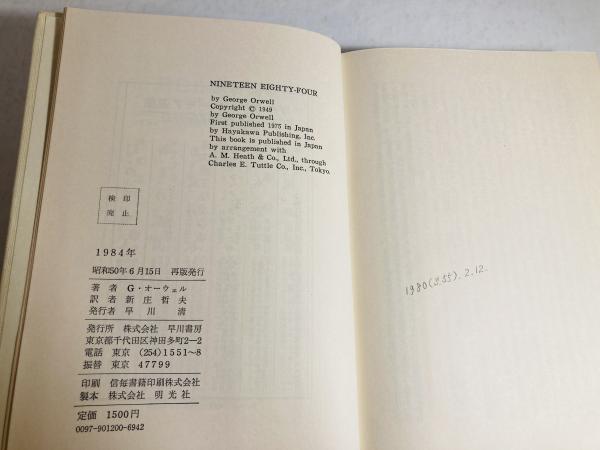 NINETEEN EIGHTY-FOUR
by George Orwell
Copyright © 1949
by George Orwell
First published 1975 in Japan
by Hayakawa Publishing, Inc.
This book is published in Japan
by arrangement with
A. M. Heath & Co., Ltd., through
Charles E. Tuttle Co., Inc., Tokyo.
検印
廃止
1984年
昭和50年6月15日 再版発行
著者 G・オーウェル
訳者 新庄哲夫
発行者 早川清
発行所 株式会社 早川書房
東京都千代田区神田多町2-2
電話 東京 (254)1551~8
振替 東京 47799
印刷 信毎書籍印刷株式会社
製本 株式会社 明光社
定価 1500円
0097-901200-6942
1980(S.55).2.12.